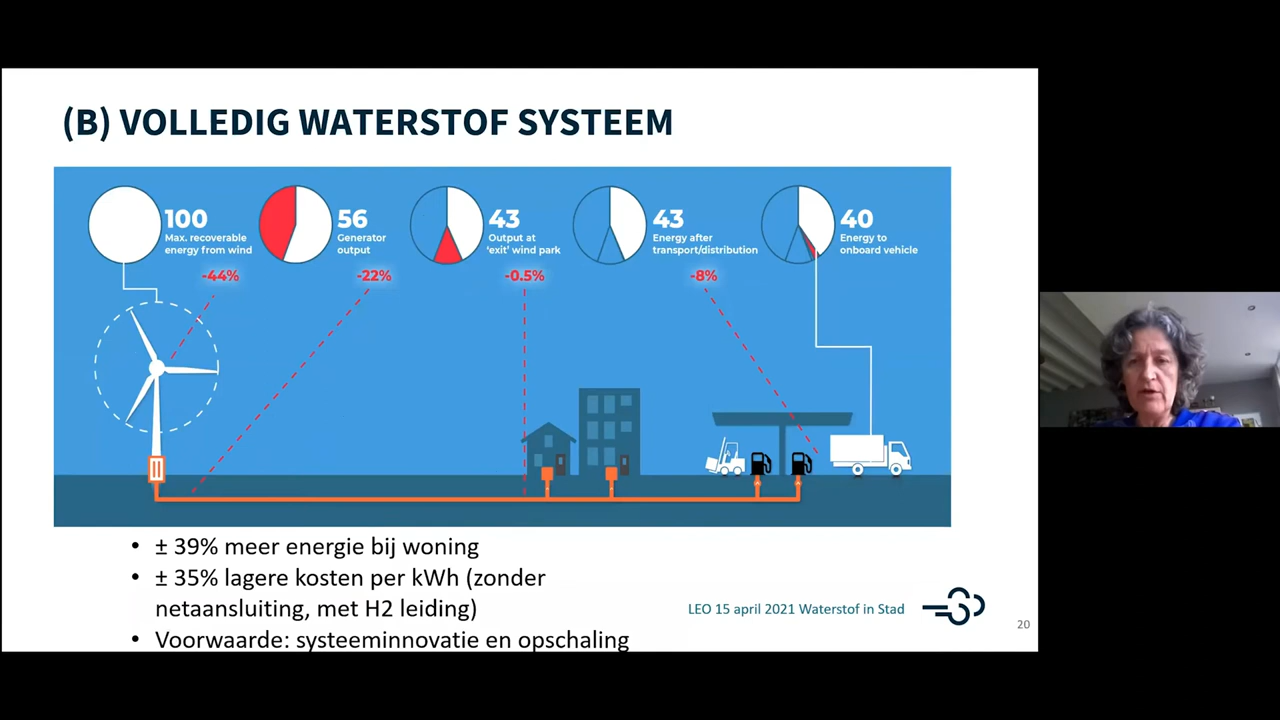 (B) VOLLEDIG WATERSTOF SYSTEEM
100
Max. recoverable
energy from wind
56
Generator
output
43
Output at
'exit' wind park
43
Energy after
transport/distribution
40
Energy to
onboard vehicle
-44%
-22%
-0.5%
-8%
• ± 39% meer energie bij woning
• ± 35% lagere kosten per kWh (zonder
netaansluiting, met H2 leiding)
• Voorwaarde: systeeminnovatie en opschaling
LEO 15 april 2021 Waterstof in Stad
20